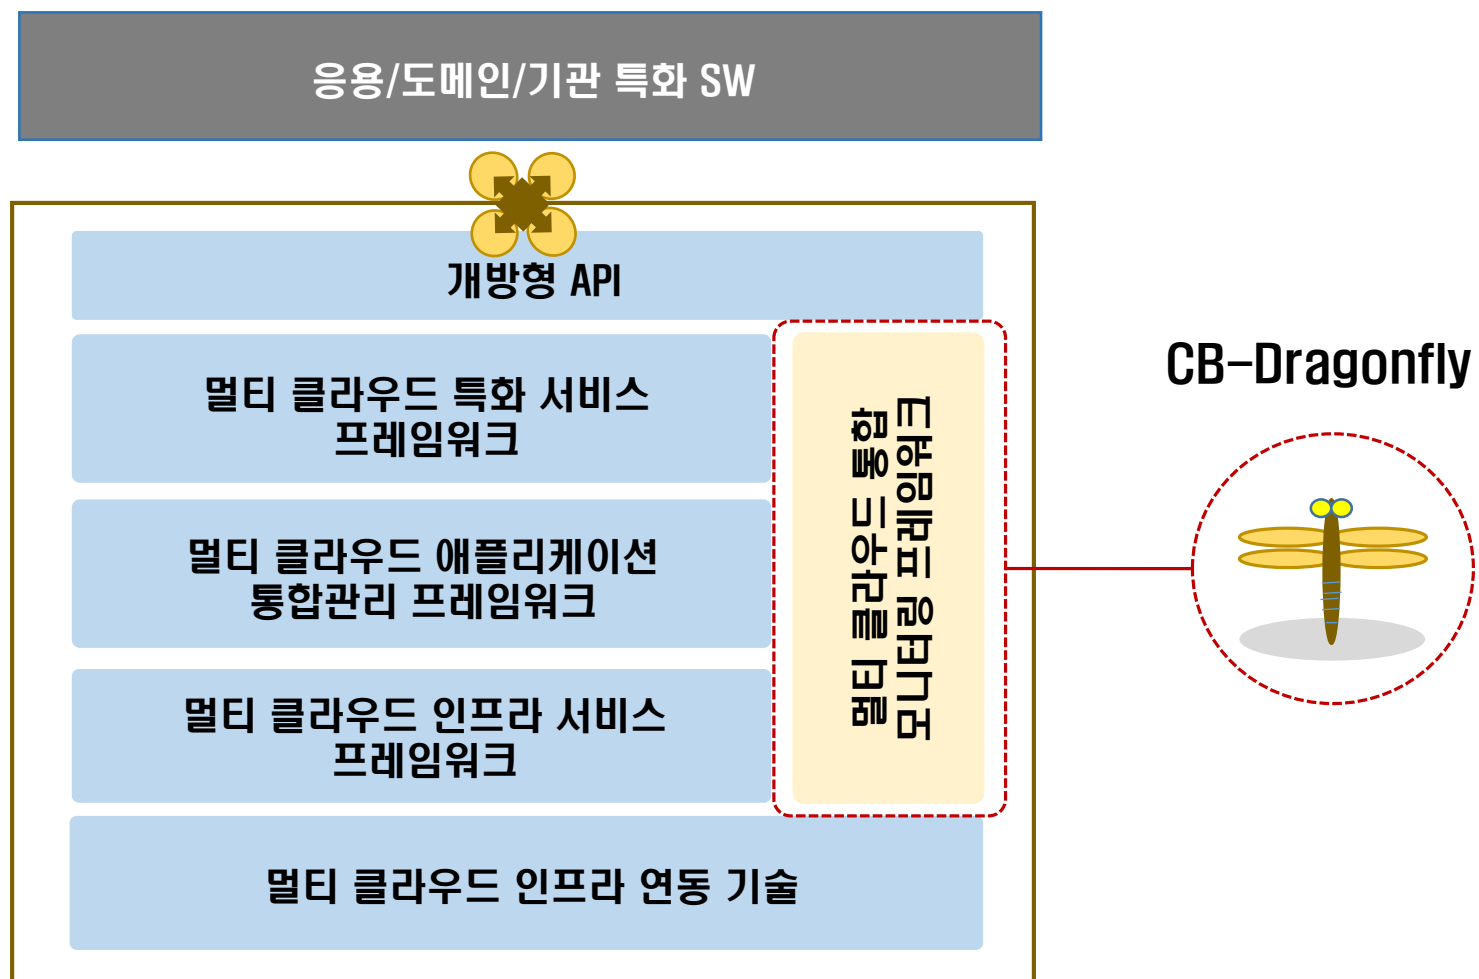 응용/도메인/기관 특화 SW
개방형 API
멀티 클라우드 특화 서비스
프레임워크
멀티 클라우드 애플리케이션
통합관리 프레임워크
멀티 클라우드 인프라 서비스
프레임워크
멀티 클라우드 통합
모니터링 프레임워크
멀티 클라우드 인프라 연동 기술
CB-Dragonfly